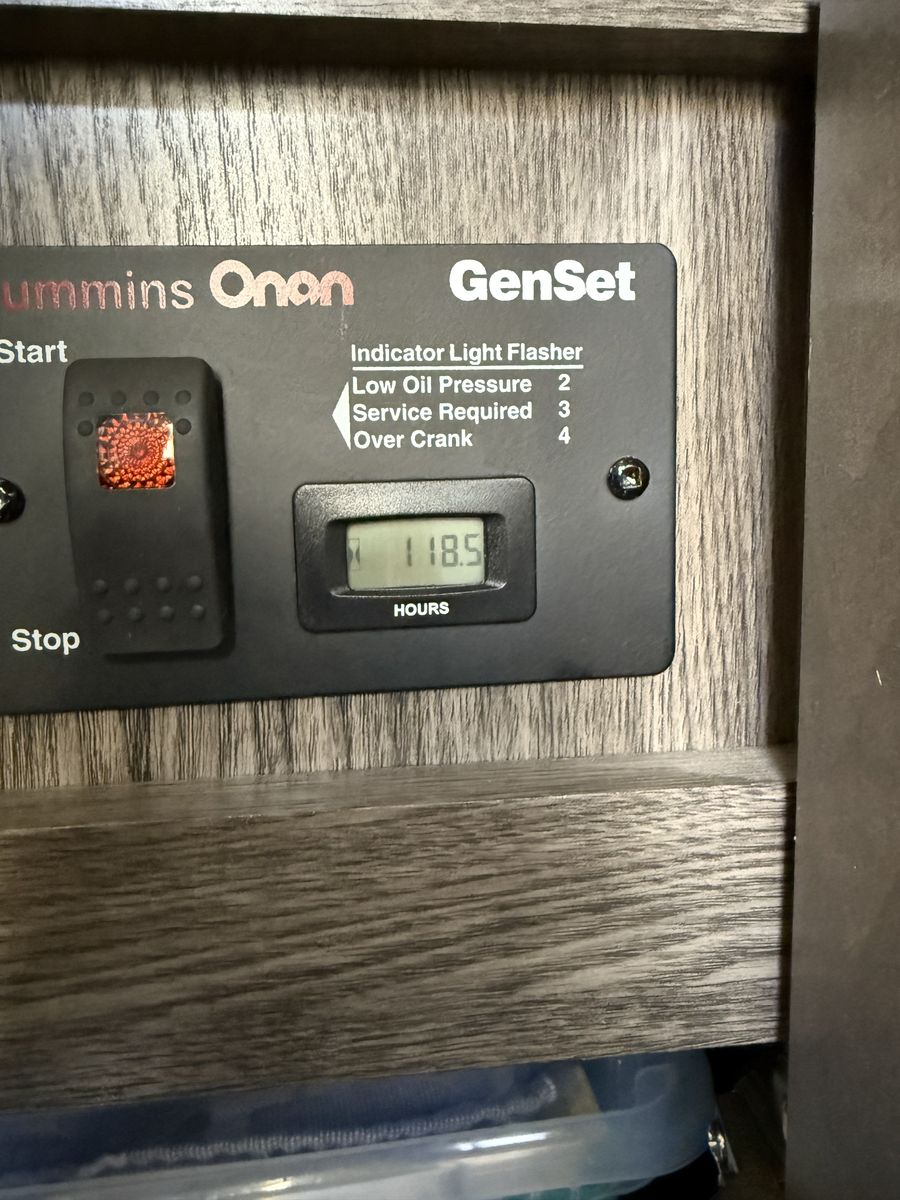 ummins Onan GenSet
Start
Indicator Light Flasher
Low Oil Pressure 2
Service Required 3
Over Crank 4
118.5
HOURS
Stop